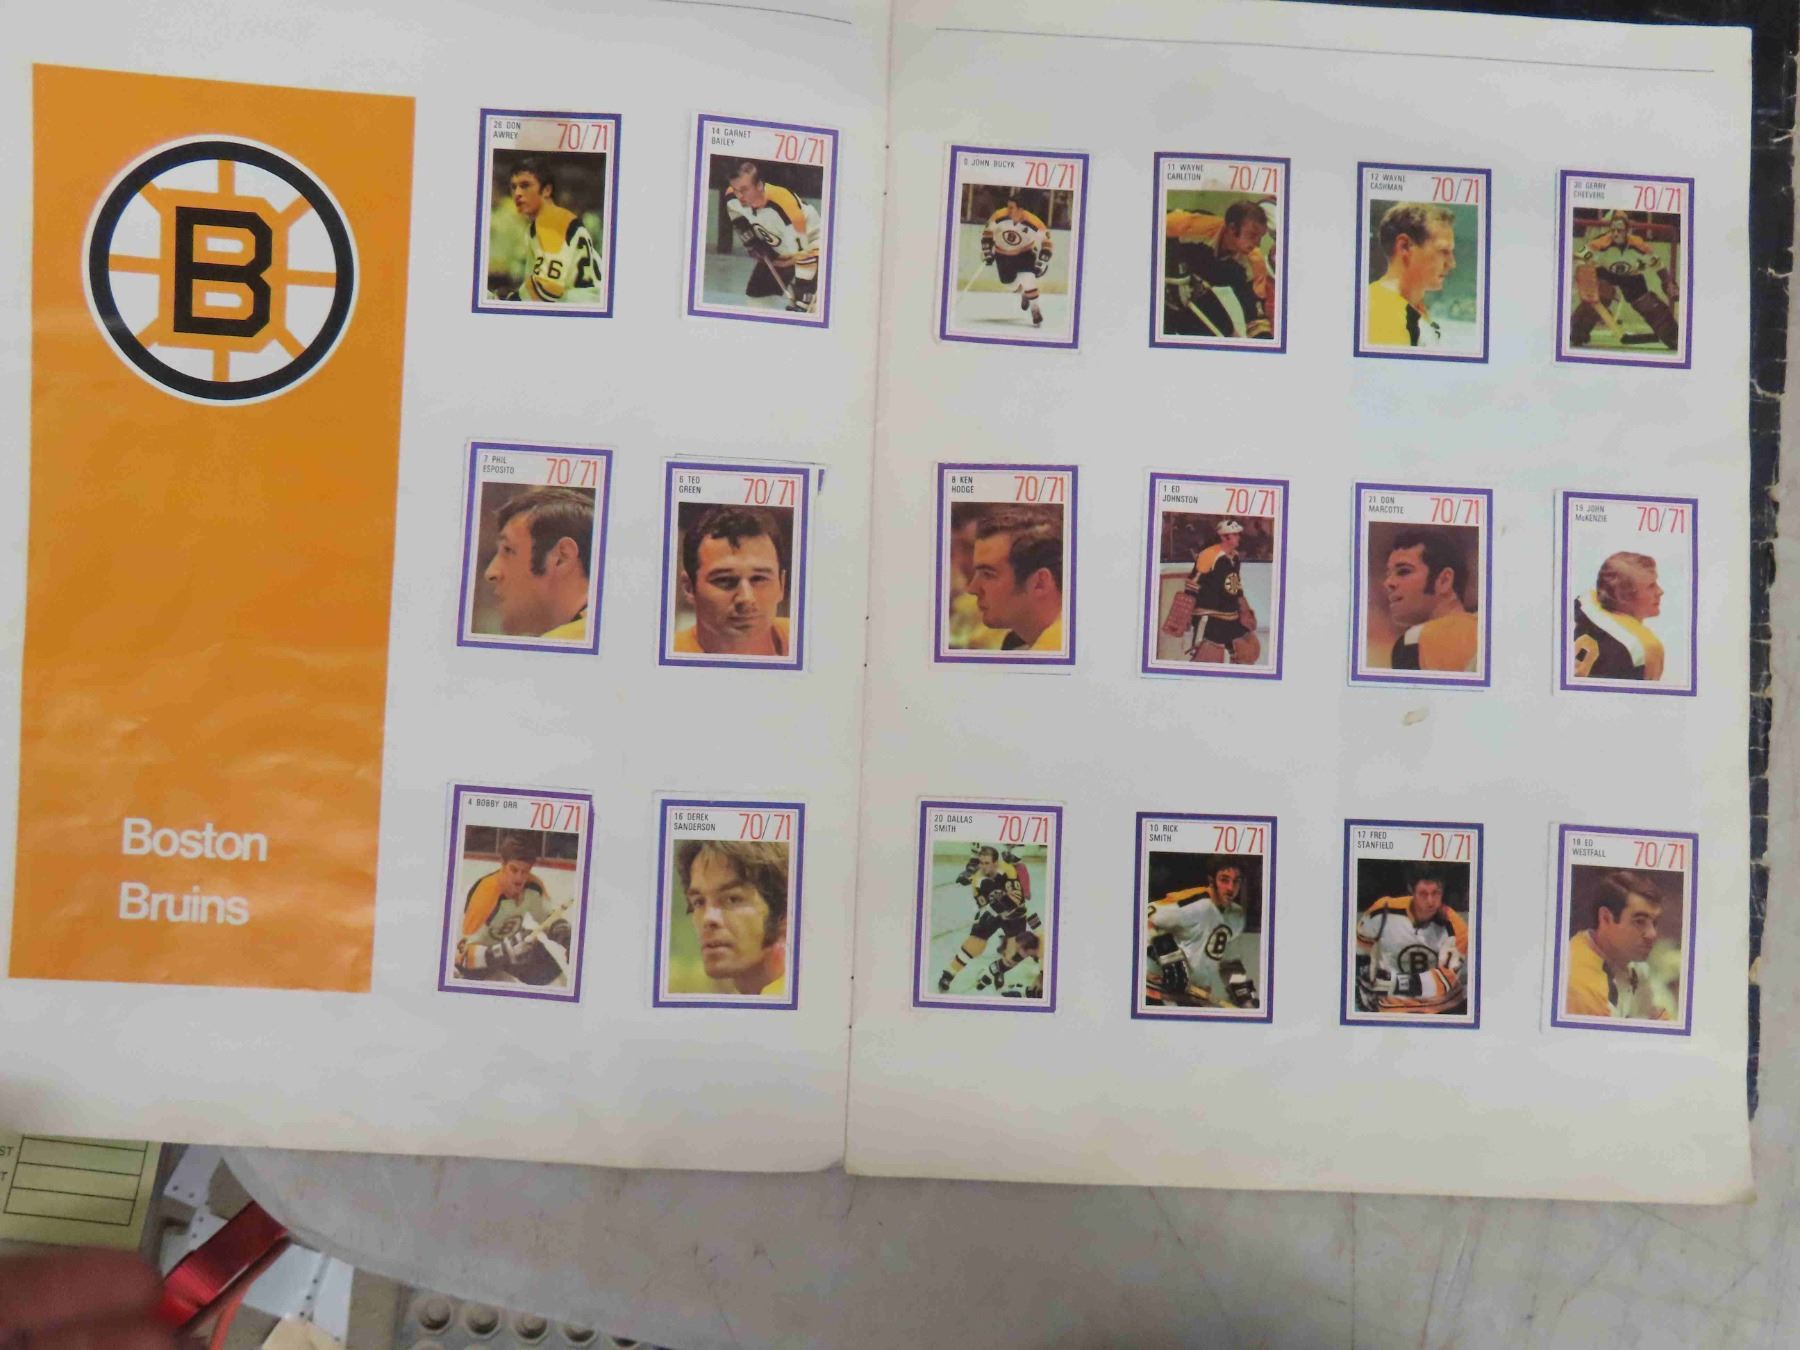 B
Boston
Bruins
26 DON
AWREY
70/71
14 GARNET
BAILEY
70/71
26
JOHN BUCYK
70/71
11 WAYNE
CARLETON
70/71
12 WAYNE
CASHMAN
70/71
30 GERRY
CHEEVERS
70/71
7 PHIL
ESPOSITO
70/71
6 TED
GREEN
70/71
8 KEN
HODGE
70/71
1 ED
JOHNSTON
70/71
21 DON
MARCOTTE
70/71
19 JOHN
McKENZIE
70/71
4 BOBBY ORR
70/71
16 DEREK
SANDERSON
70/71
20 DALLAS
SMITH
70/71
10 RICK
SMITH
70/71
B
17 FRED
STANFIELD
70/71
B
18 ED
WESTFALL
70/71
ST
T